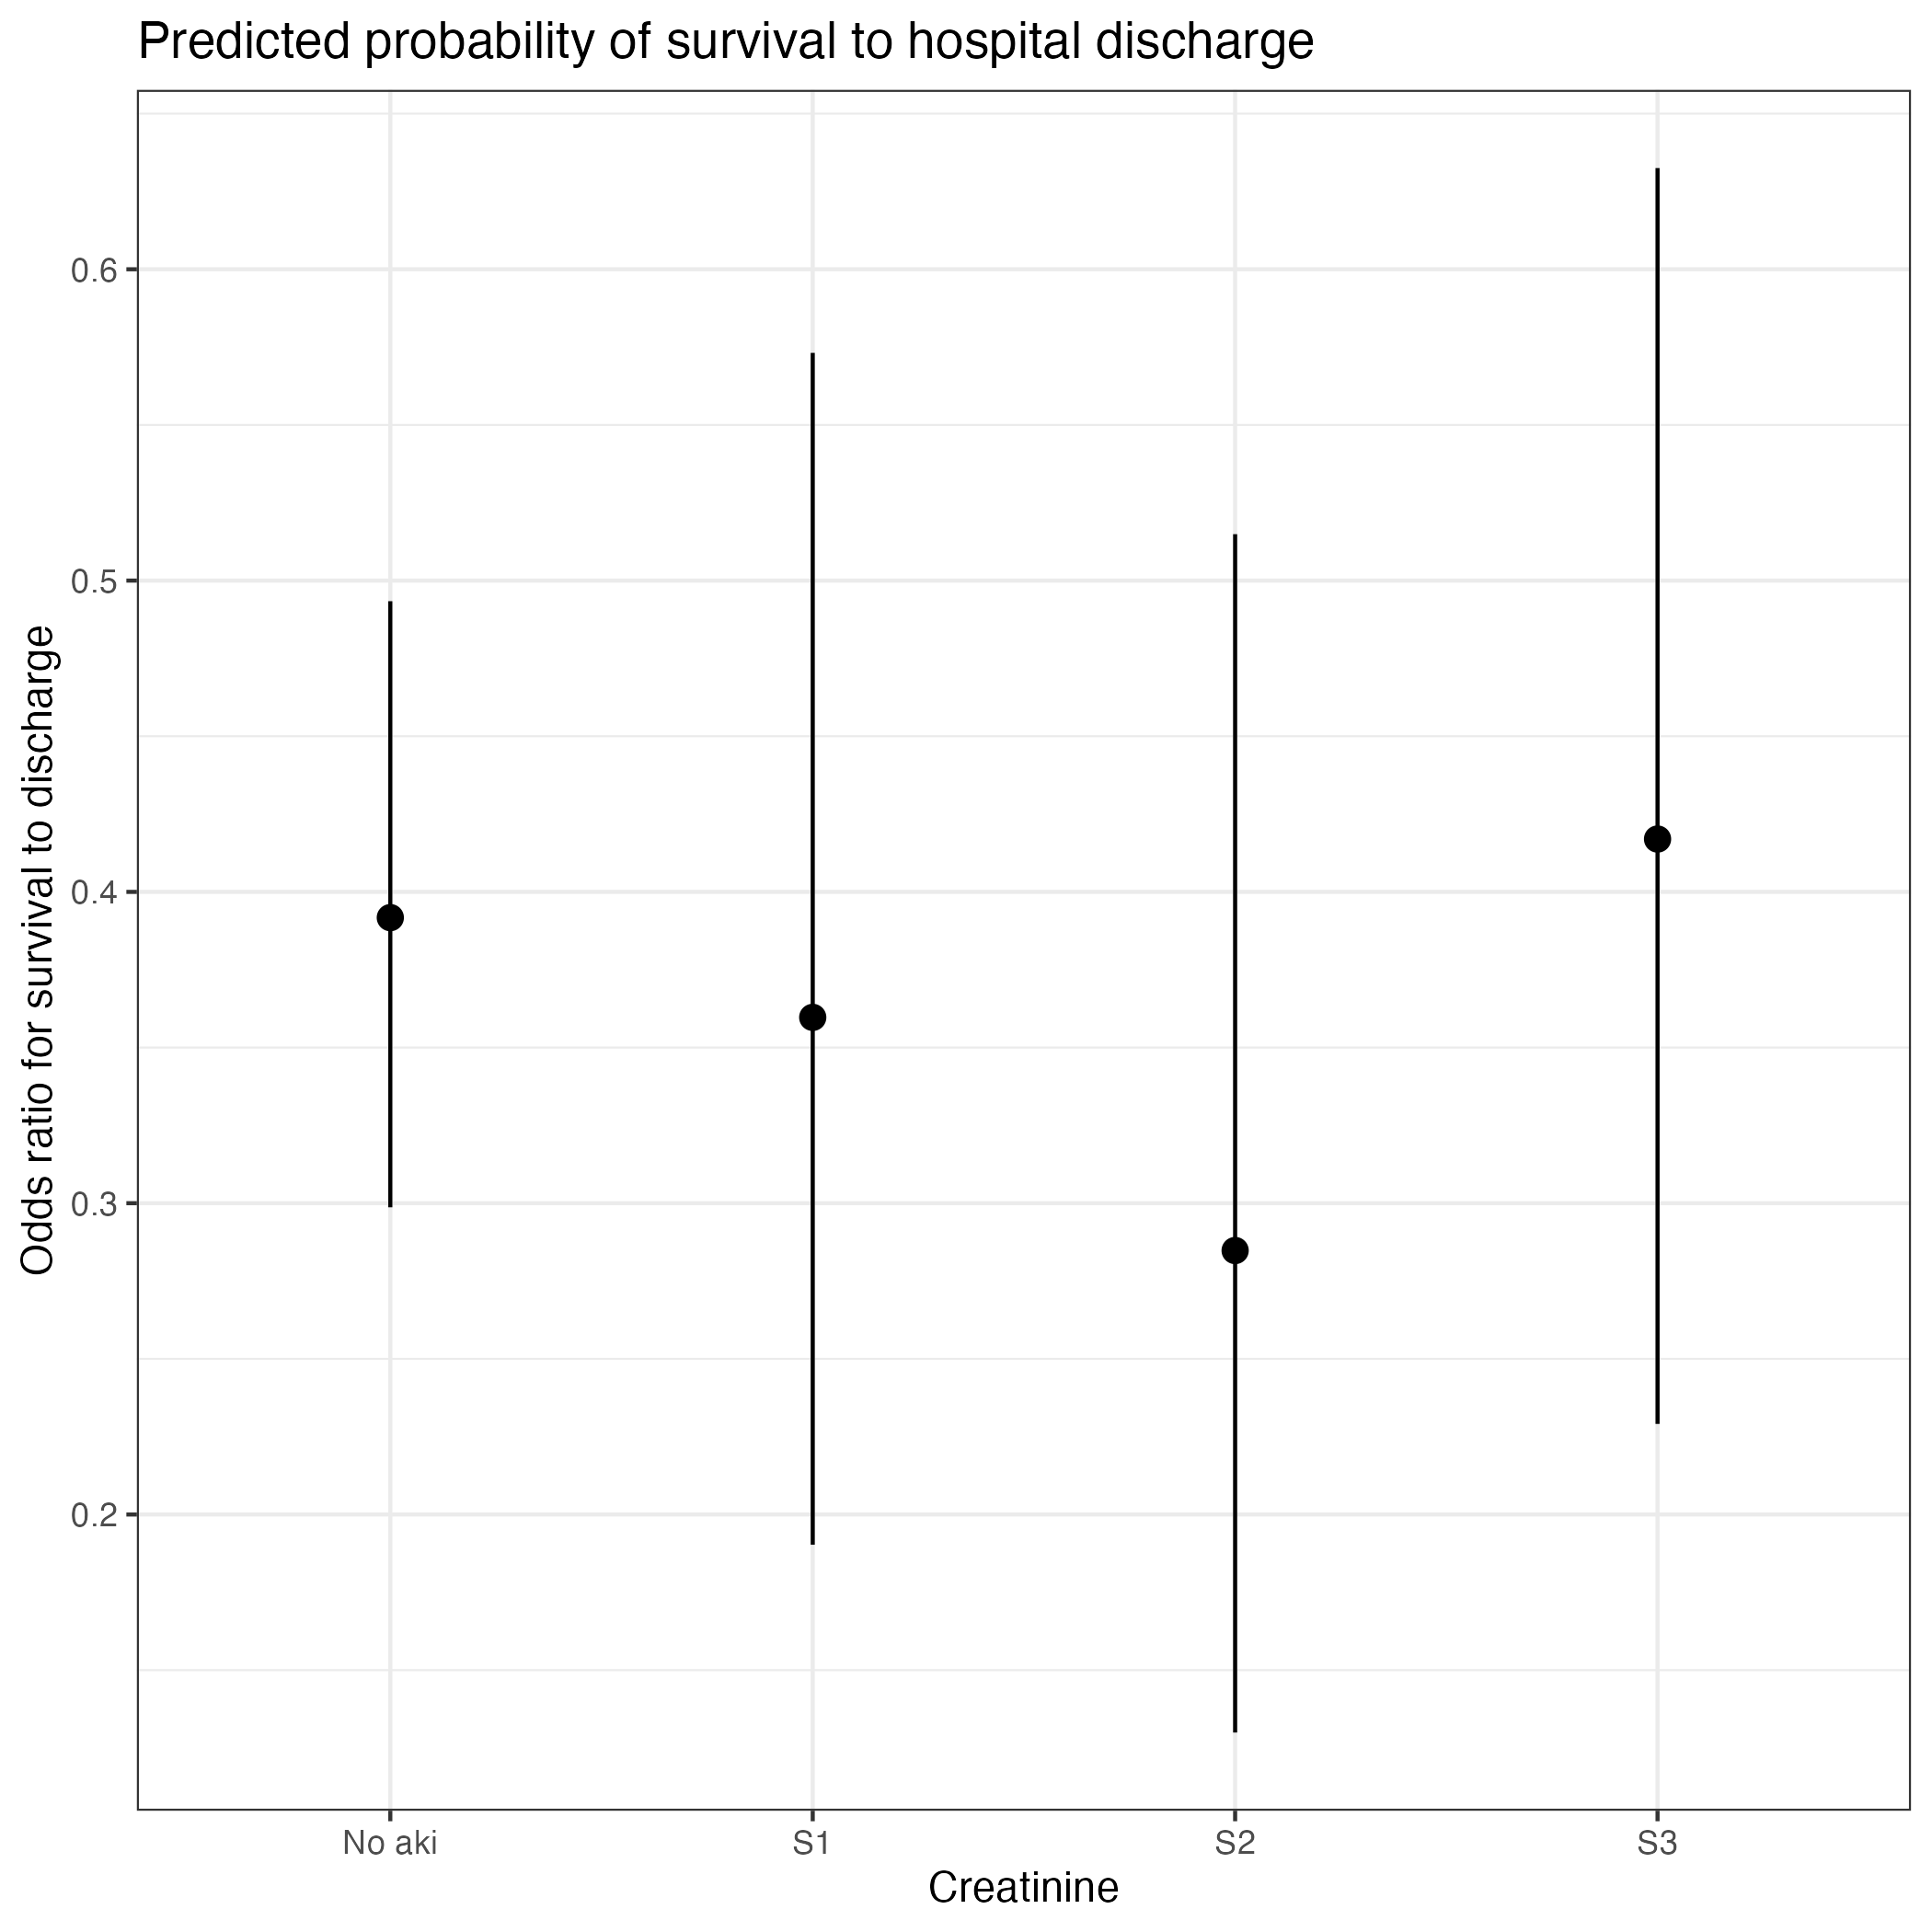 Predicted probability of survival to hospital discharge
Odds ratio for survival to discharge
0.6
0.5
0.4
0.3
0.2
No aki
S1
S2
S3
Creatinine